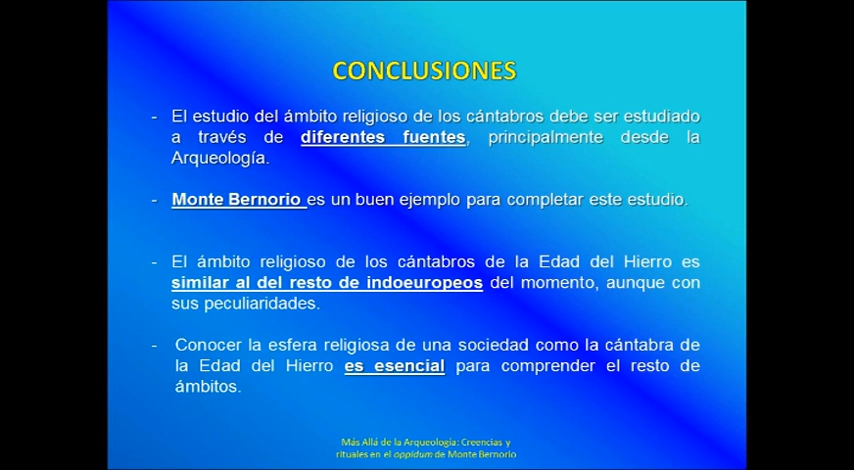 CONCLUSIONES
- El estudio del ámbito religioso de los cántabros debe ser estudiado
a través de diferentes fuentes, principalmente desde la
Arqueología.
- Monte Bernorio es un buen ejemplo para completar este estudio.
- El ámbito religioso de los cántabros de la Edad del Hierro es
similar al del resto de indoeuropeos del momento, aunque con
sus peculiaridades.
- Conocer la esfera religiosa de una sociedad como la cántabra de
la Edad del Hierro es esencial para comprender el resto de
ámbitos.
Más Allá de la Arqueología: Creencias y
rituales en el oppidum de Monte Bernorio